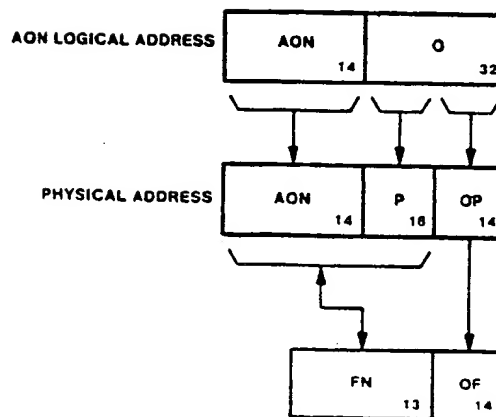 AON LOGICAL ADDRESS
AON 14
O 32
PHYSICAL ADDRESS
AON 14
P 18
OP 14
FN 13
OF 14